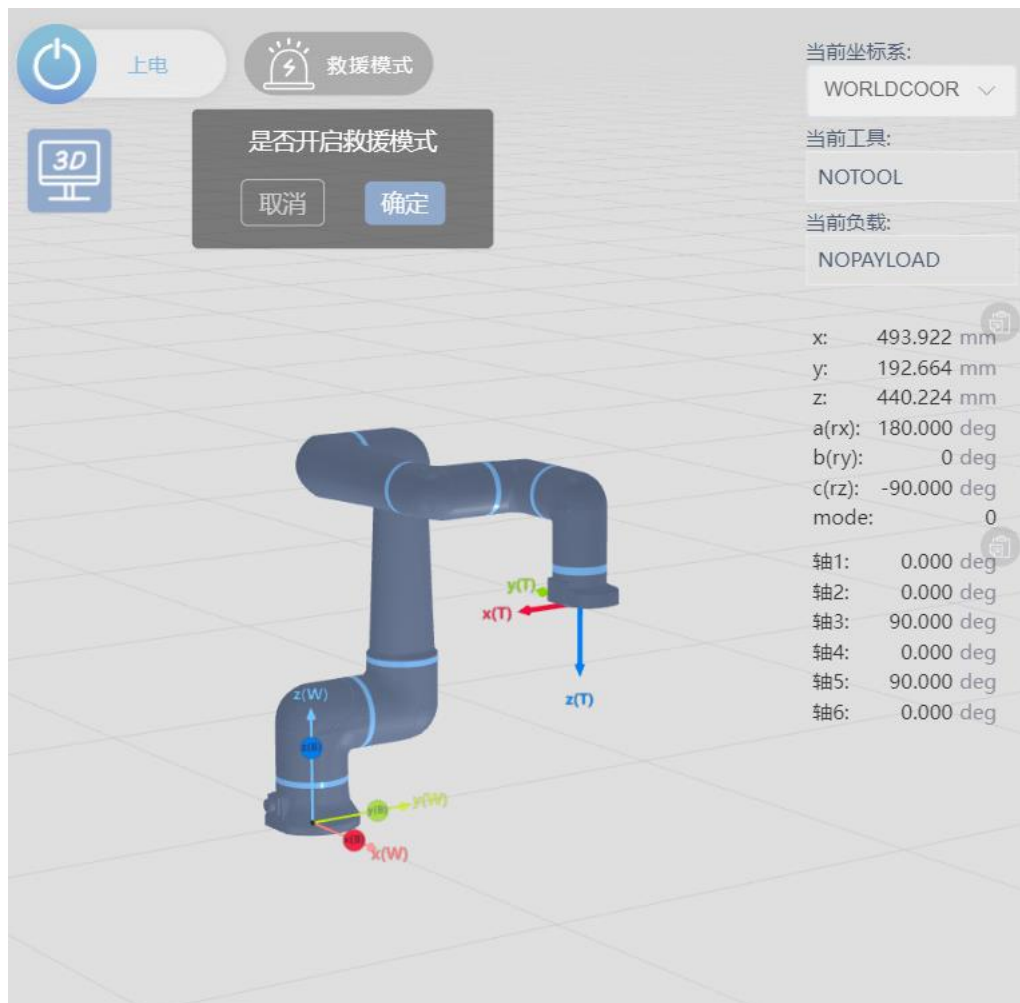 上电
救援模式
3D
是否开启救援模式
取消
确定
当前坐标系:
WORLDCOOR
当前工具:
NOTOOL
当前负载:
NOPAYLOAD
x: 493.922 mm
y: 192.664 mm
z: 440.224 mm
a(rx): 180.000 deg
b(ry): 0 deg
c(rz): -90.000 deg
mode: 0
轴1: 0.000 deg
轴2: 0.000 deg
轴3: 90.000 deg
轴4: 0.000 deg
轴5: 90.000 deg
轴6: 0.000 deg
y(T)
x(T)
z(T)
z(W)
z(B)
y(B)
y(W)
x(B)
x(W)